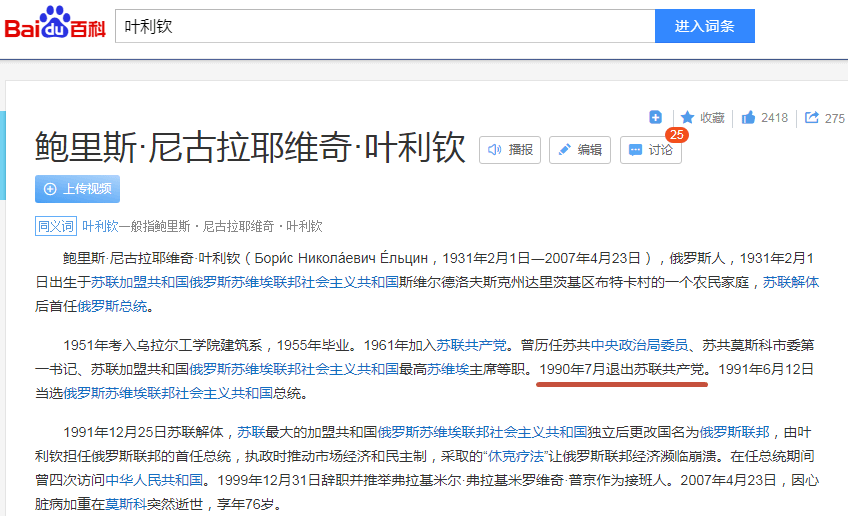 Bai du 百科
叶利钦
进入词条
收藏 2418 275
鲍里斯·尼古拉耶维奇·叶利钦
播报
编辑
讨论
25
上传视频
同义词 叶利钦一般指鲍里斯·尼古拉耶维奇·叶利钦
鲍里斯·尼古拉耶维奇·叶利钦（Бори́с Никола́евич Е́льцин，1931年2月1日—2007年4月23日），俄罗斯人，1931年2月1
日出生于苏联加盟共和国俄罗斯苏维埃联邦社会主义共和国斯维尔德洛夫斯克州达里茨基区布特卡村的一个农民家庭，苏联解体
后首任俄罗斯总统。
1951年考入乌拉尔工学院建筑系，1955年毕业。1961年加入苏联共产党。曾历任苏共中央政治局委员、苏共莫斯科市委第
一书记、苏联加盟共和国俄罗斯苏维埃联邦社会主义共和国最高苏维埃主席等职。1990年7月退出苏联共产党。1991年6月12日
当选俄罗斯苏维埃联邦社会主义共和国总统。
1991年12月25日苏联解体，苏联最大的加盟共和国俄罗斯苏维埃联邦社会主义共和国独立后更改国名为俄罗斯联邦，由叶
利钦担任俄罗斯联邦的首任总统，执政时推动市场经济和民主制，采取的“休克疗法”让俄罗斯联邦经济濒临崩溃。在任总统期间
曾四次访问中华人民共和国。1999年12月31日辞职并推举弗拉基米尔·弗拉基米罗维奇·普京作为接班人。2007年4月23日，因心
脏病加重在莫斯科突然逝世，享年76岁。